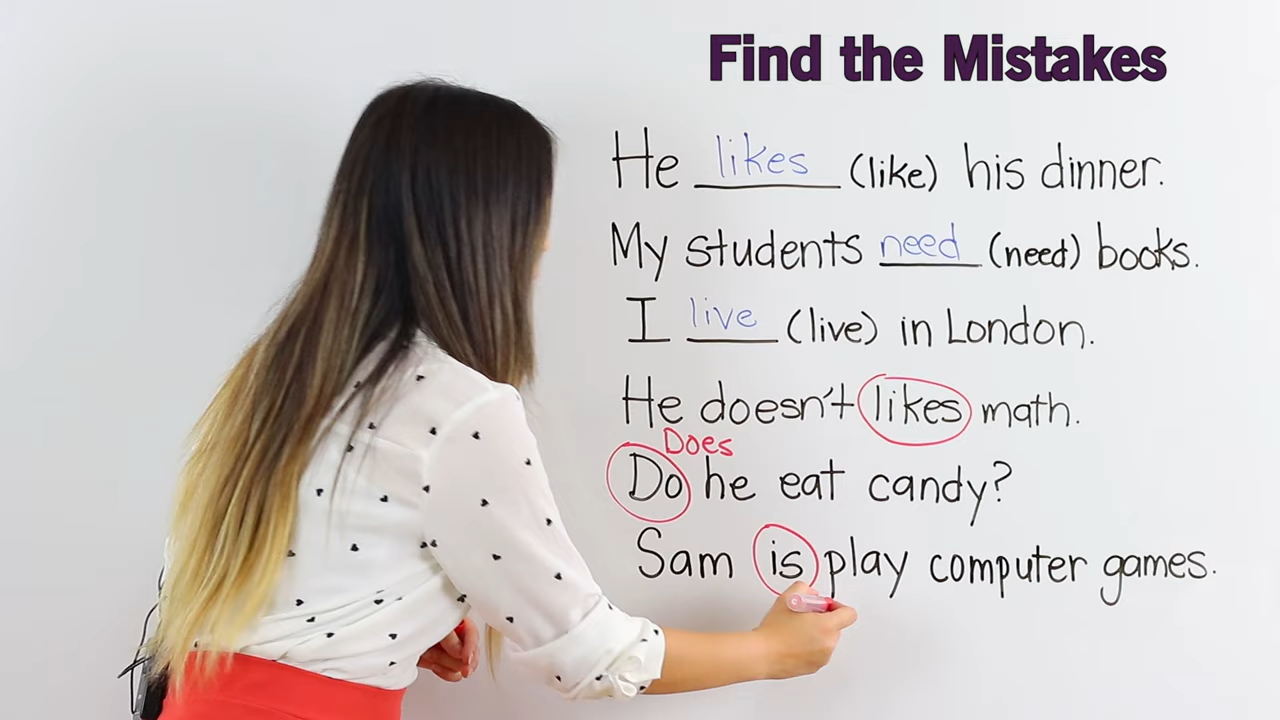 Find the Mistakes
He likes (like) his dinner.
My students need (need) books.
I live (live) in London.
He doesn't likes math.
Does
Do he eat candy?
Sam is play computer games.